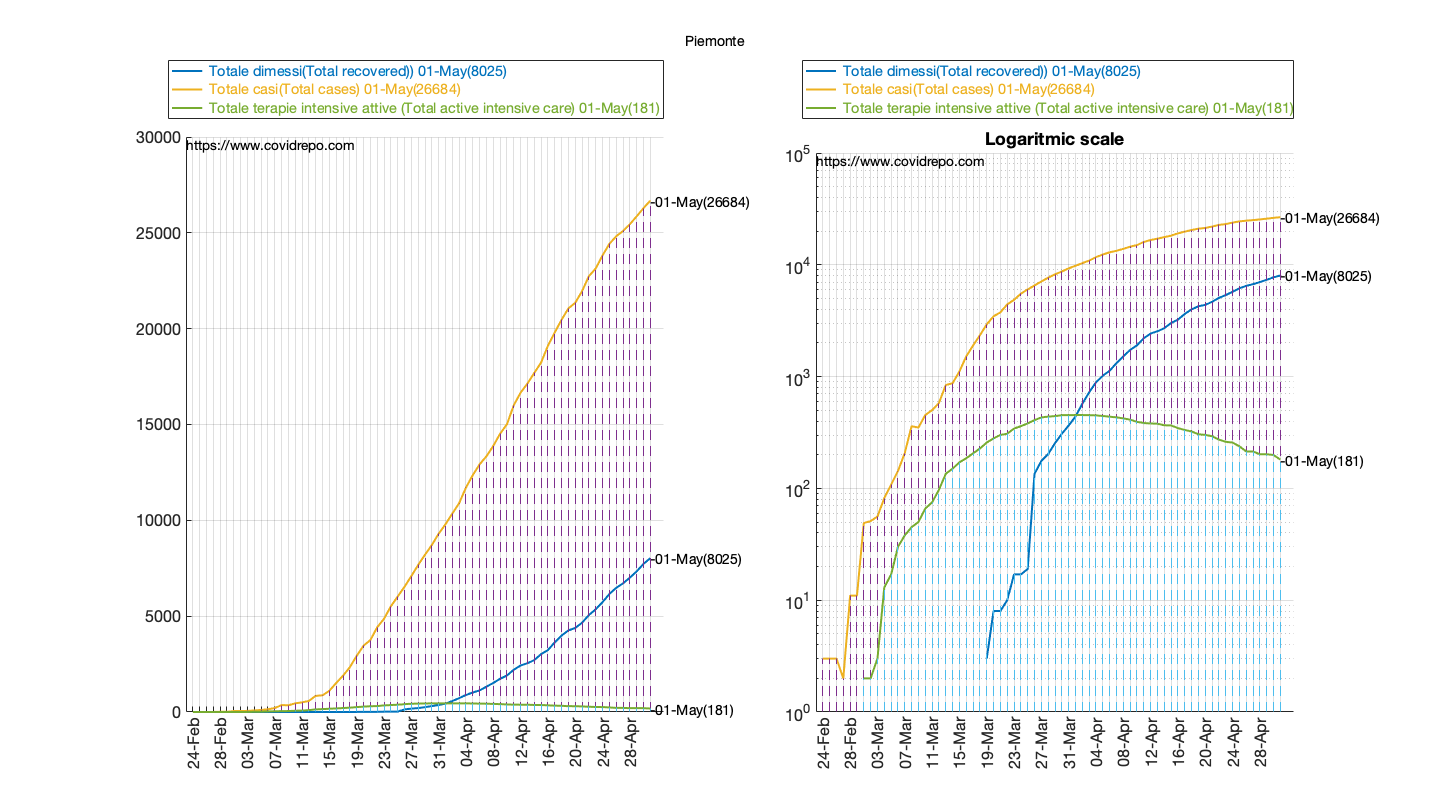 Piemonte
Totale dimessi(Total recovered)) 01-May(8025)
Totale casi(Total cases) 01-May(26684)
Totale terapie intensive attive (Total active intensive care) 01-May(181)
30000
25000
20000
15000
10000
5000
0
https://www.covidrepo.com
01-May(26684)
01-May(8025)
01-May(181)
24-Feb
28-Feb
03-Mar
07-Mar
11-Mar
15-Mar
19-Mar
23-Mar
27-Mar
31-Mar
04-Apr
08-Apr
12-Apr
16-Apr
20-Apr
24-Apr
28-Apr
Totale dimessi(Total recovered)) 01-May(8025)
Totale casi(Total cases) 01-May(26684)
Totale terapie intensive attive (Total active intensive care) 01-May(181)
Logaritmic scale
10^5
10^4
10^3
10^2
10^1
10^0
https://www.covidrepo.com
01-May(26684)
01-May(8025)
01-May(181)
24-Feb
28-Feb
03-Mar
07-Mar
11-Mar
15-Mar
19-Mar
23-Mar
27-Mar
31-Mar
04-Apr
08-Apr
12-Apr
16-Apr
20-Apr
24-Apr
28-Apr